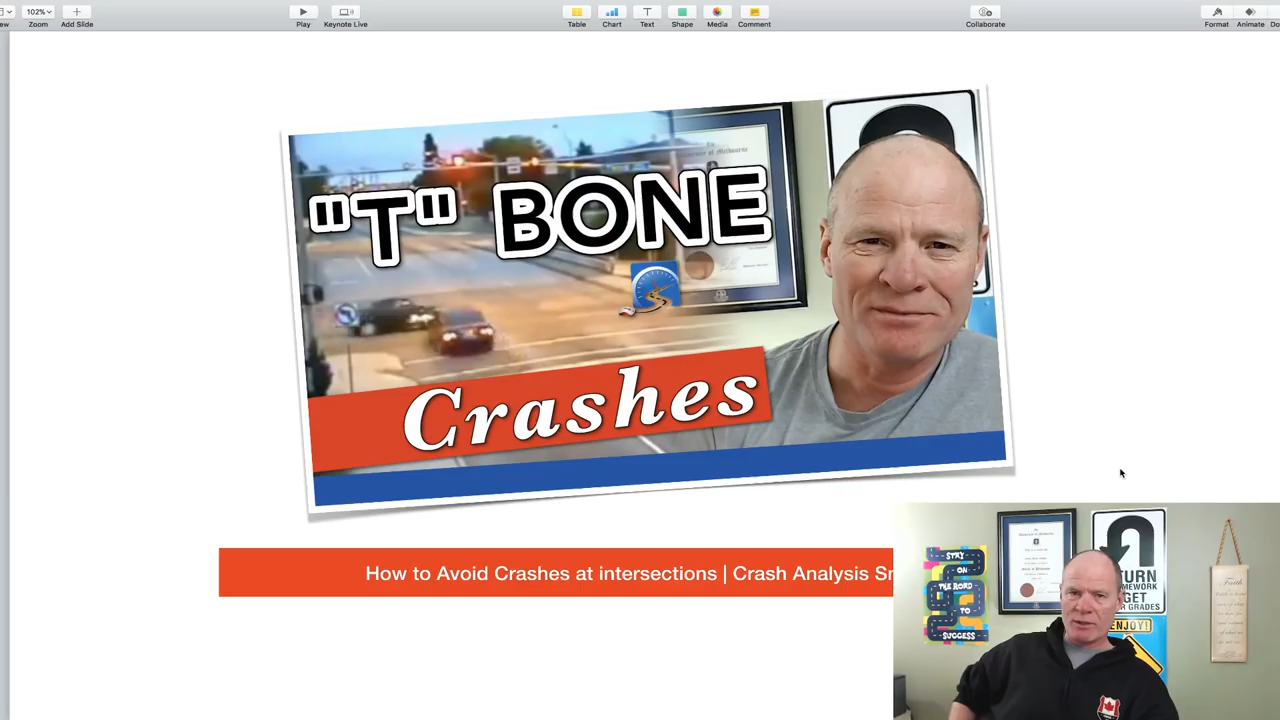 102%
Zoom
Add Slide
Play
Keynote Live
Table
Chart
Text
Shape
Media
Comment
Collaborate
Format
Animate
"T" BONE
Crashes
How to Avoid Crashes at intersections | Crash Analysis
STAY
ON
THE ROAD
TO
SUCCESS
TURN
GET
GRADES
ENJOY!
Faith